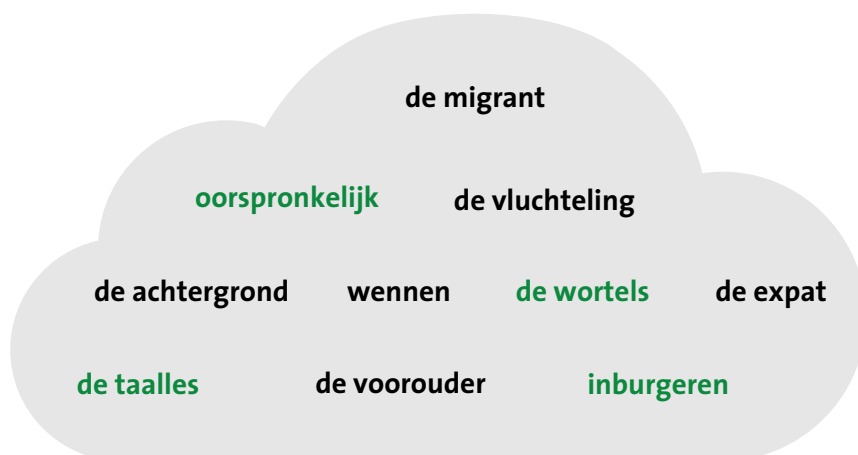 de migrant
oorspronkelijk de vluchteling
de achtergrond wennen de wortels de expat
de taalles de voorouder inburgeren